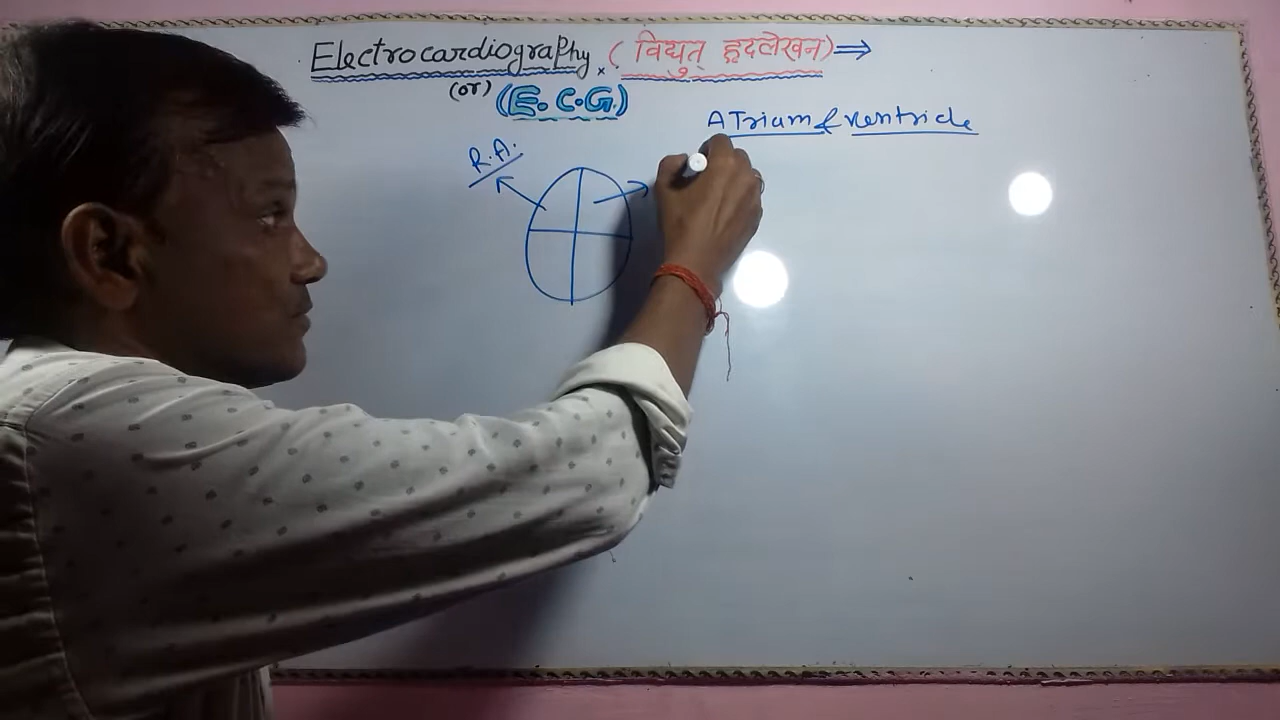 Electrocardiography. (विद्युत् हृदलेखन) ⇒
(or) (E.C.G.)
ATrium & Ventricle
R.A.